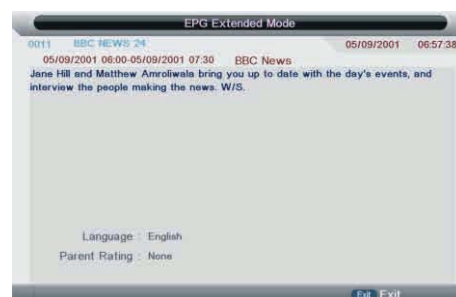 EPG Extended Mode
0011 BBC NEWS 24 05/09/2001 06:57:38
05/09/2001 06:00-05/09/2001 07:30 BBC News
Jane Hill and Matthew Amroliwala bring you up to date with the day's events, and
interview the people making the news. W/S.
Language : English
Parent Rating : None
Exit Exit